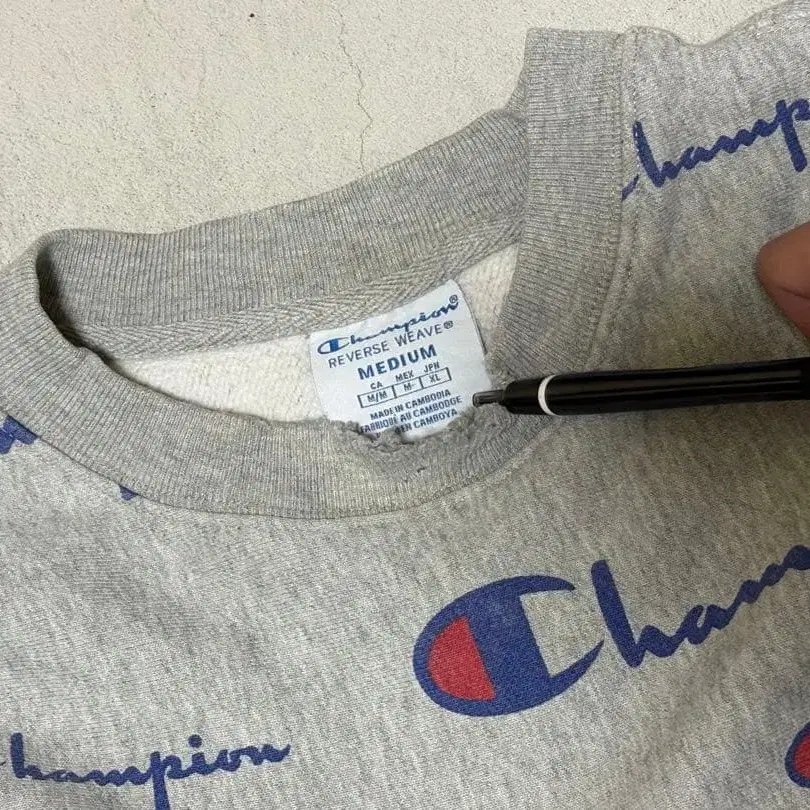 Champion
Champion®
REVERSE WEAVE®
MEDIUM
CA MEX JPN
M/M M XL
MADE IN CAMBODIA
FABRIQUÉ AU CAMBODGE
EN CAMBOYA
Champion
Champion